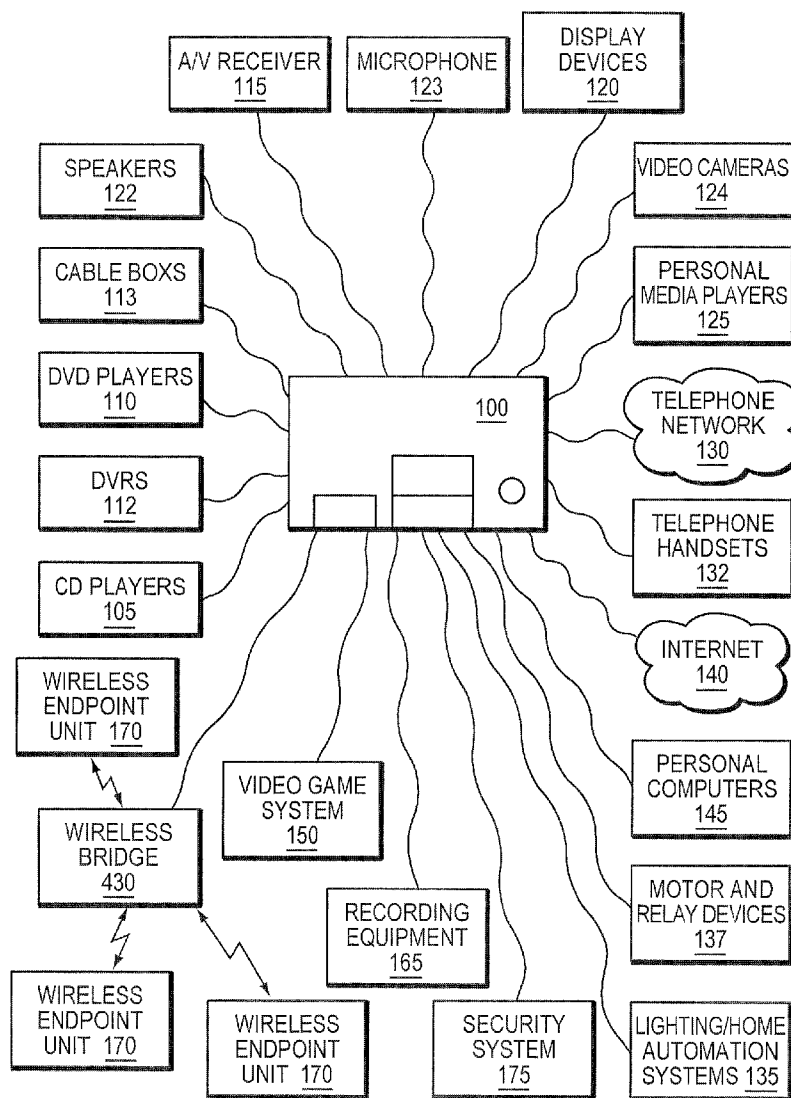 A/V RECEIVER
115
MICROPHONE
123
DISPLAY
DEVICES
120
SPEAKERS
122
VIDEO CAMERAS
124
CABLE BOXS
113
PERSONAL
MEDIA PLAYERS
125
DVD PLAYERS
110
100
TELEPHONE
NETWORK
130
DVRS
112
TELEPHONE
HANDSETS
132
CD PLAYERS
105
INTERNET
140
WIRELESS
ENDPOINT
UNIT 170
VIDEO GAME
SYSTEM
150
PERSONAL
COMPUTERS
145
WIRELESS
BRIDGE
430
RECORDING
EQUIPMENT
165
MOTOR AND
RELAY DEVICES
137
WIRELESS
ENDPOINT
UNIT 170
WIRELESS
ENDPOINT
UNIT 170
SECURITY
SYSTEM
175
LIGHTING/HOME
AUTOMATION
SYSTEMS 135